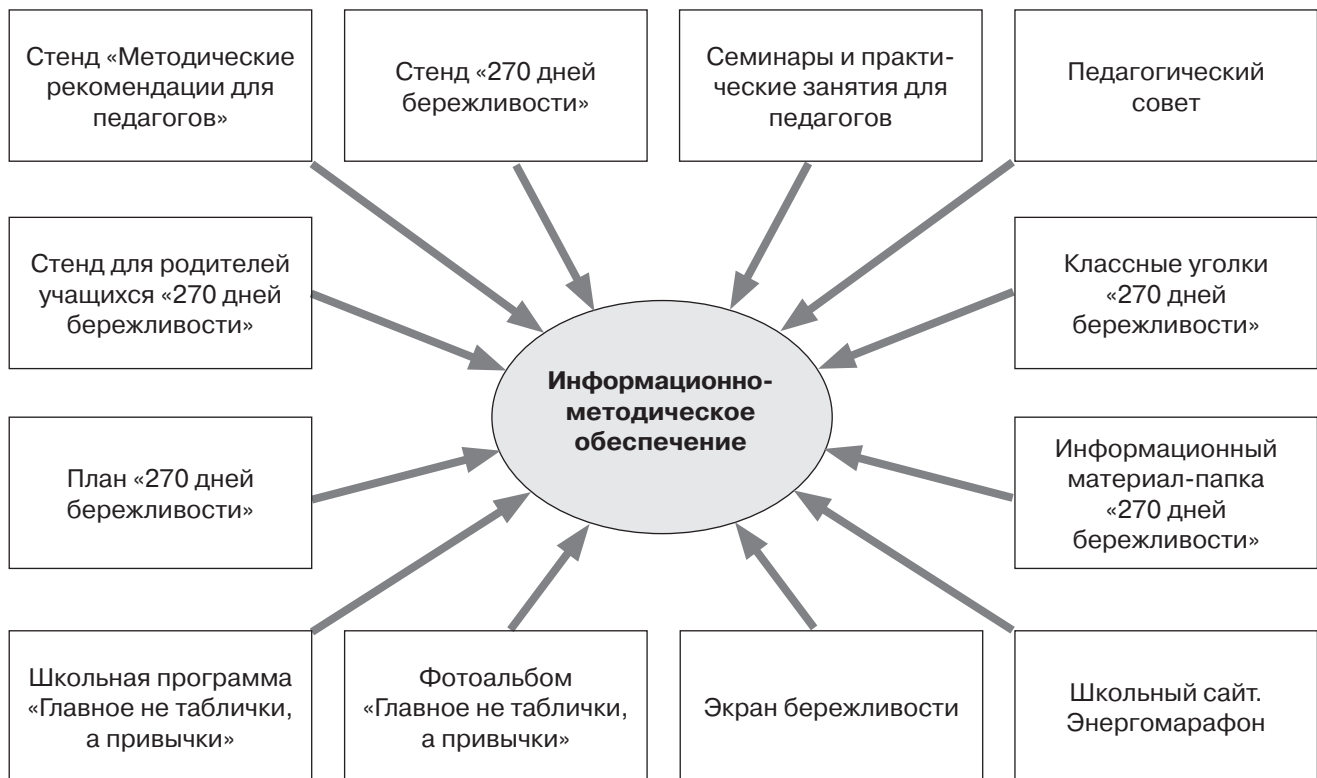 Стенд «Методические
рекомендации для
педагогов»
Стенд «270 дней
бережливости»
Семинары и практи-
ческие занятия для
педагогов
Педагогический
совет
Стенд для родителей
учащихся «270 дней
бережливости»
Классные уголки
«270 дней
бережливости»
Информационно-
методическое
обеспечение
План «270 дней
бережливости»
Информационный
материал-папка
«270 дней
бережливости»
Школьная программа
«Главное не таблички,
а привычки»
Фотоальбом
«Главное не таблички,
а привычки»
Экран бережливости
Школьный сайт.
Энергомарафон